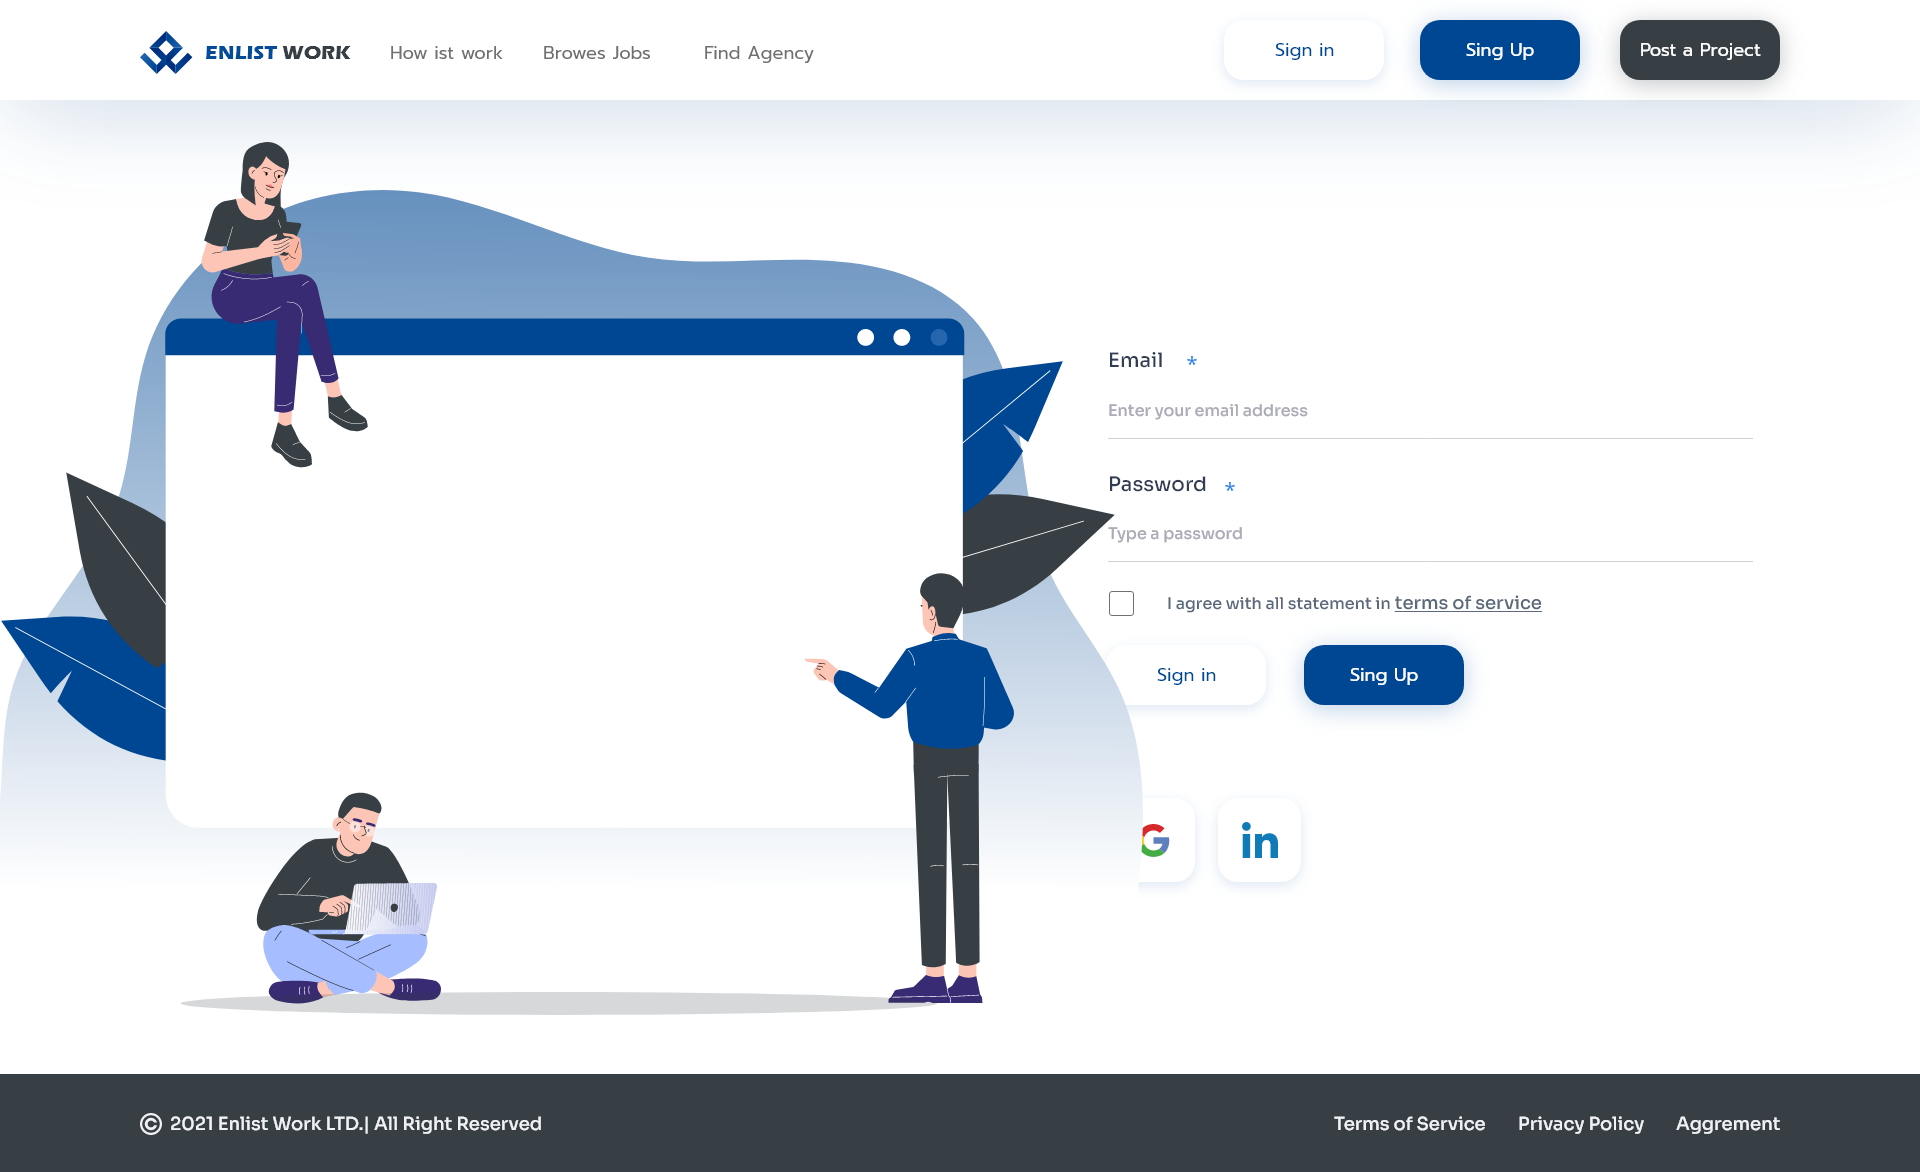 ENLIST WORK
How ist work
Browes Jobs
Find Agency
Sign in
Sing Up
Post a Project
Email *
Enter your email address
Password *
Type a password
I agree with all statement in terms of service
Sign in
Sing Up
G
in
© 2021 Enlist Work LTD.| All Right Reserved
Terms of Service
Privacy Policy
Aggrement